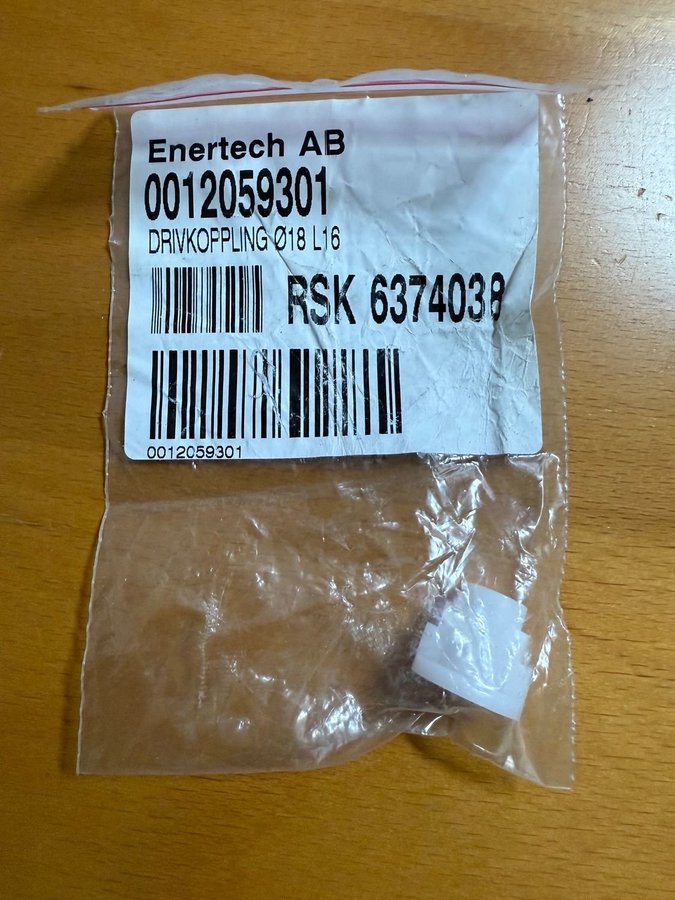 Enertech AB
0012059301
DRIVKOPPLING Ø18 L16
RSK 6374038
0012059301